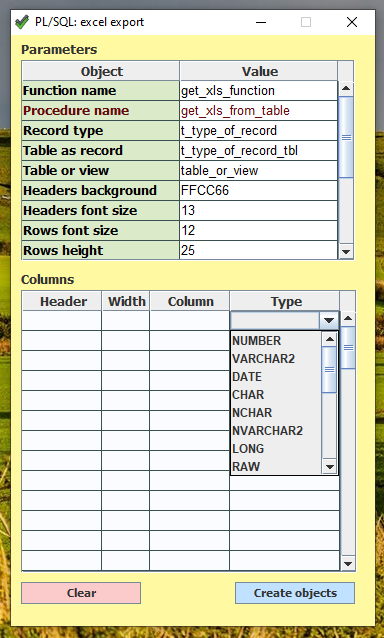 PL/SQL: excel export
Parameters
Object Value
Function name get_xls_function
Procedure name get_xls_from_table
Record type t_type_of_record
Table as record t_type_of_record_tbl
Table or view table_or_view
Headers background FFCC66
Headers font size 13
Rows font size 12
Rows height 25
Columns
Header Width Column Type
NUMBER
VARCHAR2
DATE
CHAR
NCHAR
NVARCHAR2
LONG
RAW
Clear Create objects